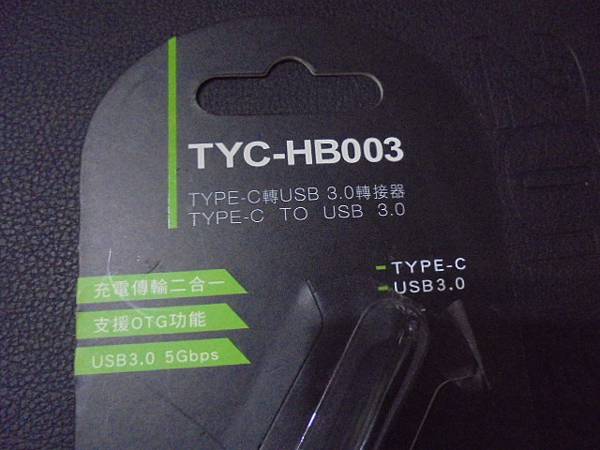 TYC-HB003
TYPE-C轉USB 3.0轉接器
TYPE-C TO USB 3.0
TYPE-C
USB3.0
充電傳輸二合一
支援OTG功能
USB3.0 5Gbps